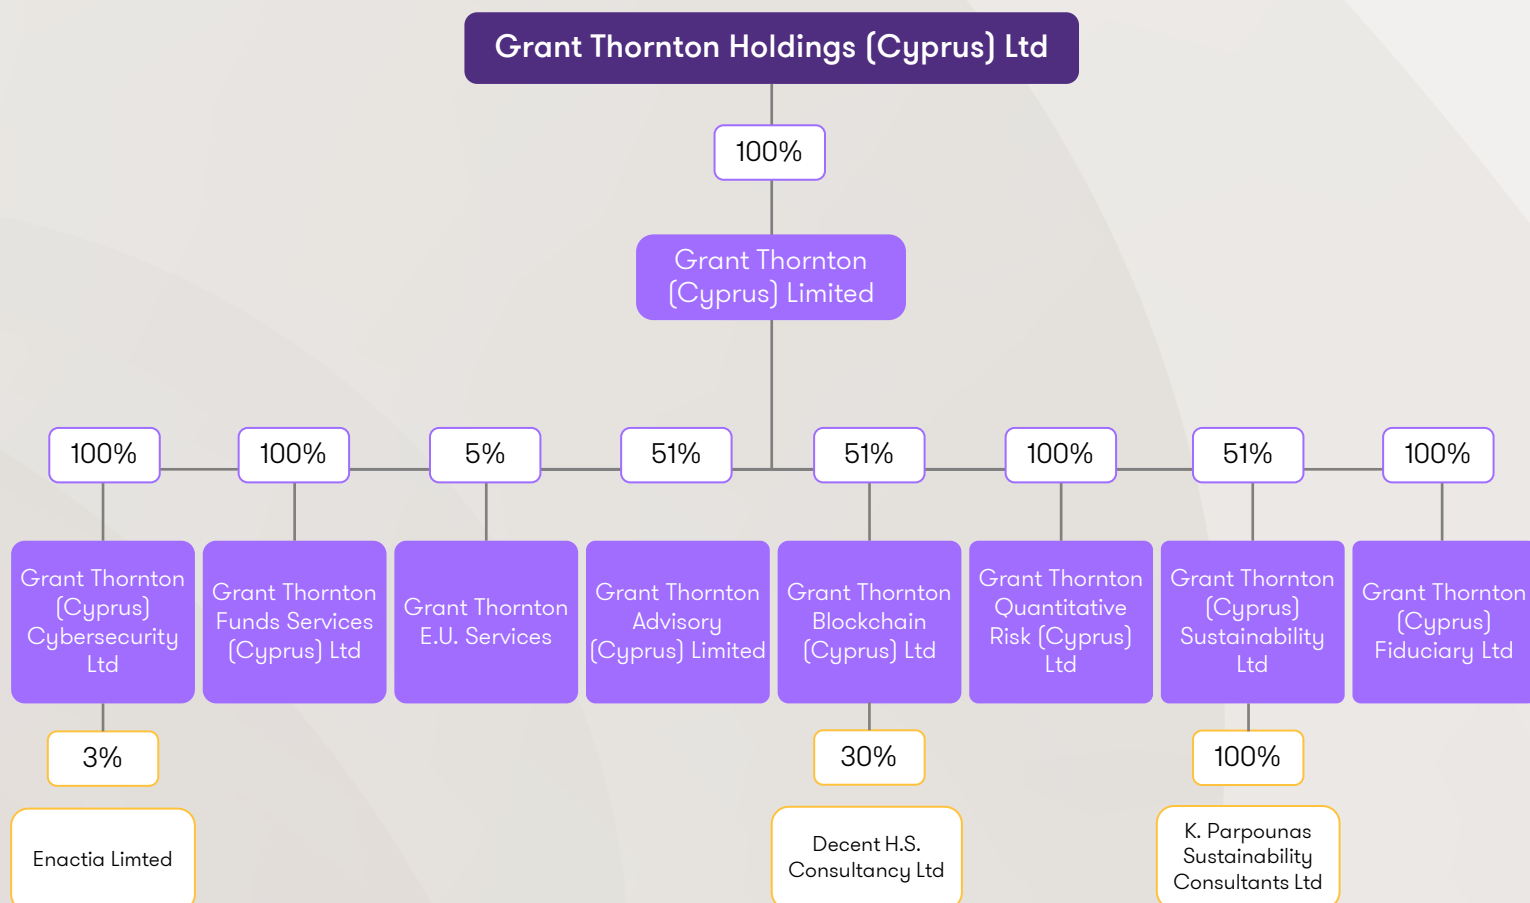 Grant Thornton Holdings (Cyprus) Ltd
100%
Grant Thornton
(Cyprus) Limited
100%
100%
5%
51%
51%
100%
51%
100%
Grant Thornton
(Cyprus)
Cybersecurity
Ltd
Grant Thornton
Funds Services
(Cyprus) Ltd
Grant Thornton
E.U. Services
Grant Thornton
Advisory
(Cyprus) Limited
Grant Thornton
Blockchain
(Cyprus) Ltd
Grant Thornton
Quantitative
Risk (Cyprus)
Ltd
Grant Thornton
(Cyprus)
Sustainability
Ltd
Grant Thornton
(Cyprus)
Fiduciary Ltd
3%
30%
100%
Enactia Limted
Decent H.S.
Consultancy Ltd
K. Parpounas
Sustainability
Consultants Ltd